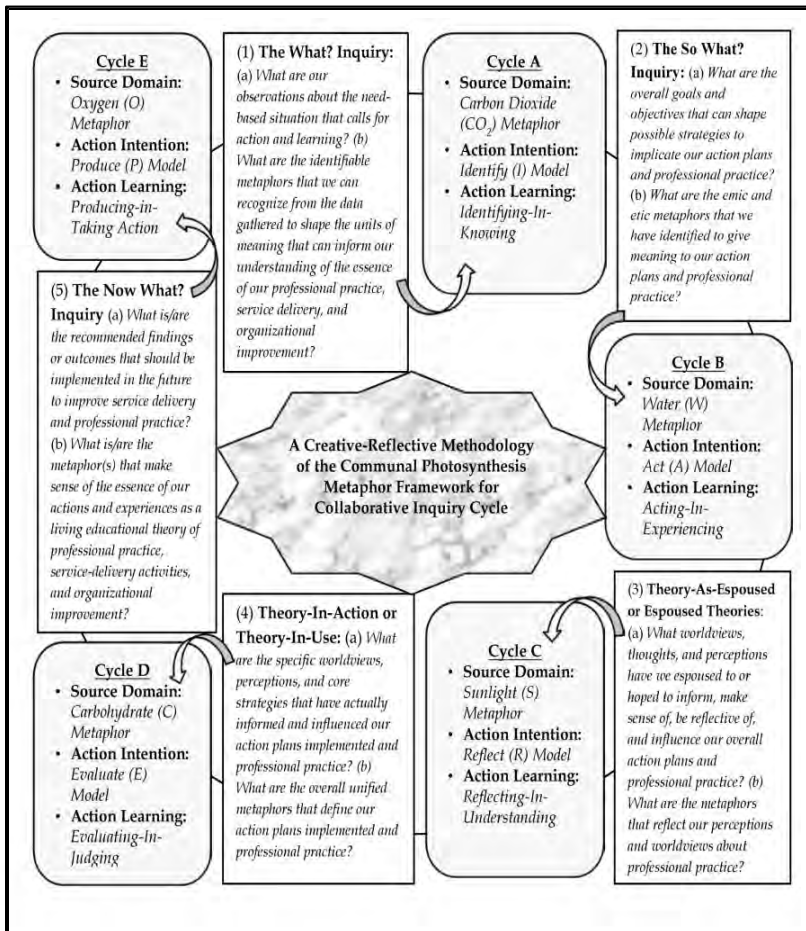 Cycle E
• Source Domain:
Oxygen (O)
Metaphor
• Action Intention:
Produce (P) Model
• Action Learning:
Producing-in-
Taking Action
(1) The What? Inquiry:
(a) What are our
observations about the need-
based situation that calls for
action and learning? (b)
What are the identifiable
metaphors that we can
recognize from the data
gathered to shape the units of
meaning that can inform our
understanding of the essence
of our professional practice,
service delivery, and
organizational
improvement?
Cycle A
• Source Domain:
Carbon Dioxide
(CO₂) Metaphor
• Action Intention:
Identify (I) Model
• Action Learning:
Identifying-In-
Knowing
(2) The So What?
Inquiry: (a) What are the
overall goals and
objectives that can shape
possible strategies to
implicate our action plans
and professional practice?
(b) What are the emic and
etic metaphors that we
have identified to give
meaning to our action
plans and professional
practice?
Cycle B
• Source Domain:
Water (W)
Metaphor
• Action Intention:
Act (A) Model
• Action Learning:
Acting-In-
Experiencing
(3) Theory-As-Espoused
or Espoused Theories:
(a) What worldviews,
thoughts, and perceptions
have we espoused to or
hoped to inform, make
sense of, be reflective of,
and influence our overall
action plans and
professional practice? (b)
What are the metaphors
that reflect our perceptions
and worldviews about
professional practice?
Cycle C
• Source Domain:
Sunlight (S)
Metaphor
• Action Intention:
Reflect (R) Model
• Action Learning:
Reflecting-In-
Understanding
(4) Theory-In-Action or
Theory-In-Use: (a) What
are the specific worldviews,
perceptions, and core
strategies that have actually
informed and influenced our
action plans implemented and
professional practice? (b)
What are the overall unified
metaphors that define our
action plans implemented and
professional practice?
Cycle D
• Source Domain:
Carbohydrate (C)
Metaphor
• Action Intention:
Evaluate (E)
Model
• Action Learning:
Evaluating-In-
Judging
(5) The Now What?
Inquiry (a) What is/are
the recommended findings
or outcomes that should be
implemented in the future
to improve service delivery
and professional practice?
(b) What is/are the
metaphor(s) that make
sense of the essence of our
actions and experiences as a
living educational theory of
professional practice,
service-delivery activities,
and organizational
improvement?
A Creative-Reflective Methodology
of the Communal Photosynthesis
Metaphor Framework for
Collaborative Inquiry Cycle